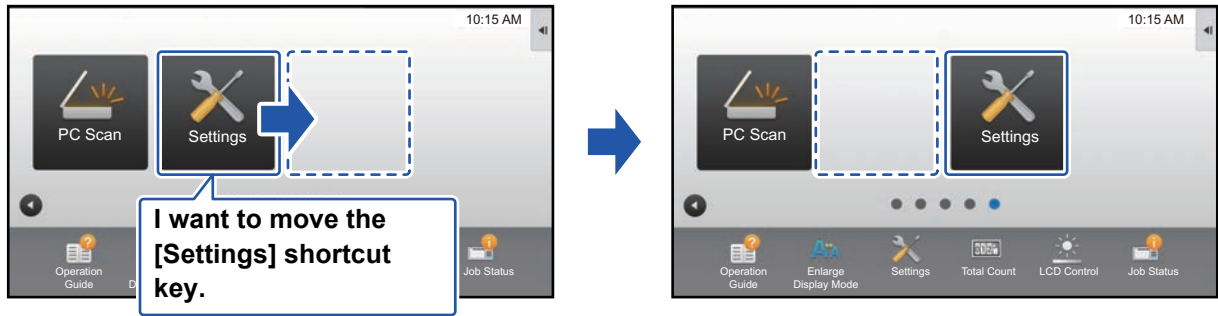 10:15 AM
PC Scan
Settings
I want to move the
[Settings] shortcut
key.
Operation
Guide
D
Job Status
10:15 AM
PC Scan
Settings
Operation
Guide
Enlarge
Display Mode
Settings
Total Count
LCD Control
Job Status